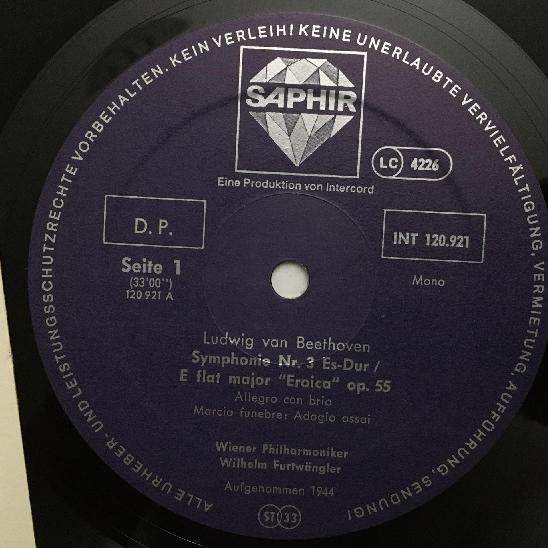 ALLE URHEBER- UND LEISTUNGSSCHUTZRECHTE VORBEHALTEN. KEIN VERLEIH! KEINE UNERLAUBTE VERVIELFÄLTIGUNG, VERMIETUNG, AUFFÜHRUNG, SENDUNG!
SAPHIR
LC 4226
Eine Produktion von Intercord
D. P.
INT 120.921
Seite 1
(33'00'')
120 921 A
Mono
Ludwig van Beethoven
Symphonie Nr. 3 Es-Dur /
E flat major "Eroica" op. 55
Allegro con brio
Marcia funebre: Adagio assai
Wiener Philharmoniker
Wilhelm Furtwängler
Aufgenommen 1944
ST 33